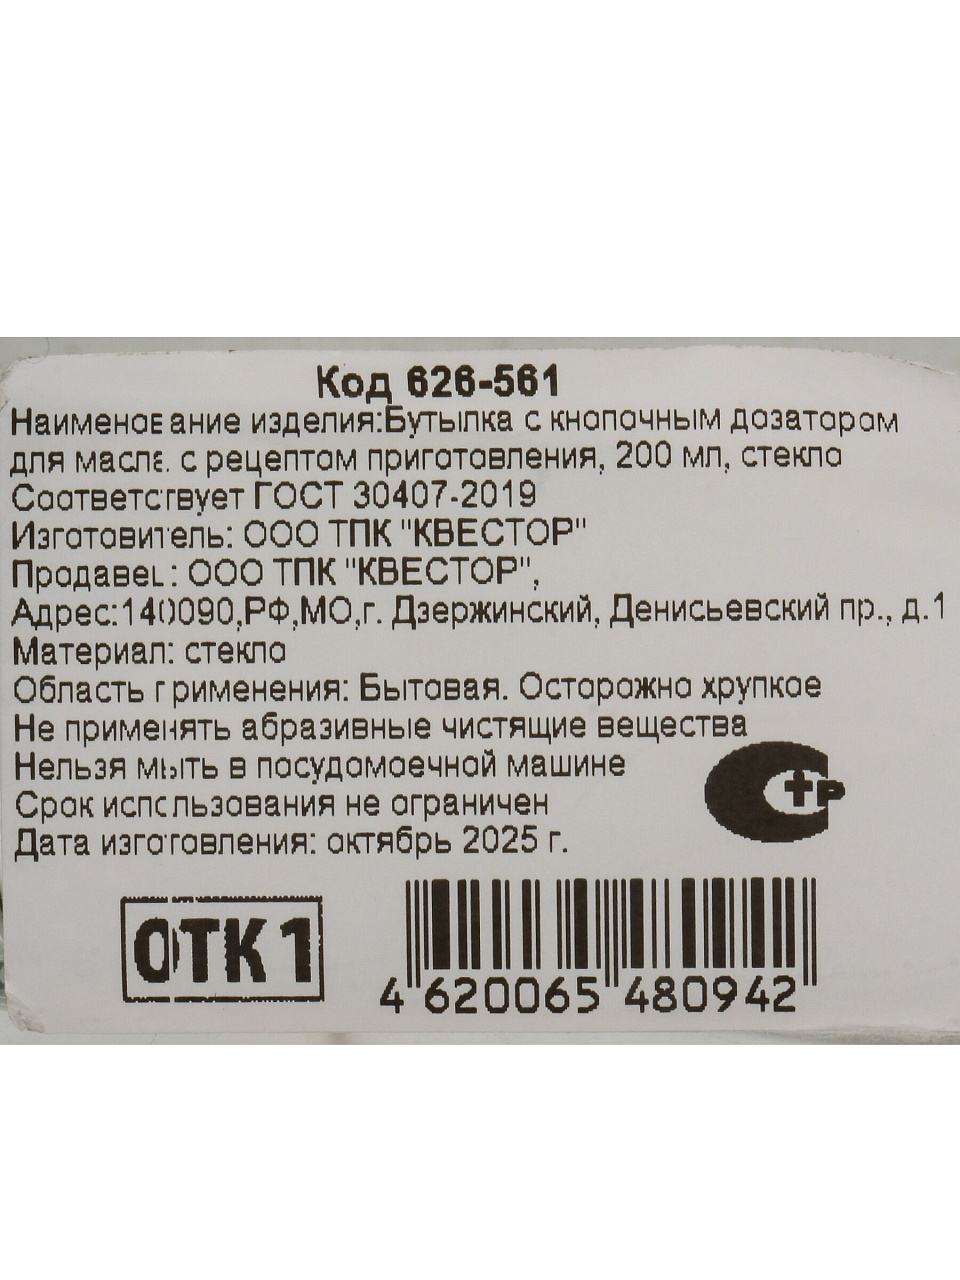 Код 626-561
Наименование изделия:Бутылка с кнопочным дозатором
для масла с рецептом приготовления, 200 мл, стекло
Соответствует ГОСТ 30407-2019
Изготовитель: ООО ТПК "КВЕСТОР"
Продавец: ООО ТПК "КВЕСТОР",
Адрес:140090,РФ,МО,г. Дзержинский, Денисьевский пр., д.1
Материал: стекло
Область применения: Бытовая. Осторожно хрупкое
Не применять абразивные чистящие вещества
Нельзя мыть в посудомоечной машине
Срок использования не ограничен
Дата изготовления: октябрь 2025 г.
Стр
ОТК 1
4 620065 480942